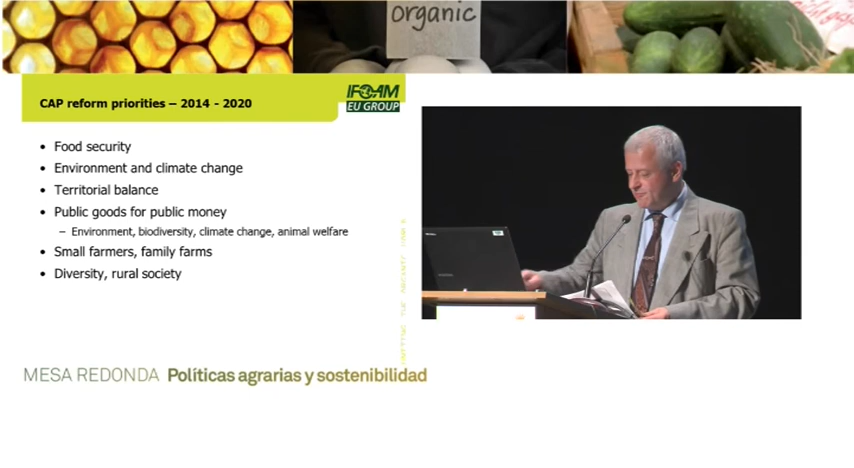 organic
CAP reform priorities – 2014 - 2020
IFOAM
EU GROUP
• Food security
• Environment and climate change
• Territorial balance
• Public goods for public money
– Environment, biodiversity, climate change, animal welfare
• Small farmers, family farms
• Diversity, rural society
MESA REDONDA Políticas agrarias y sostenibilidad